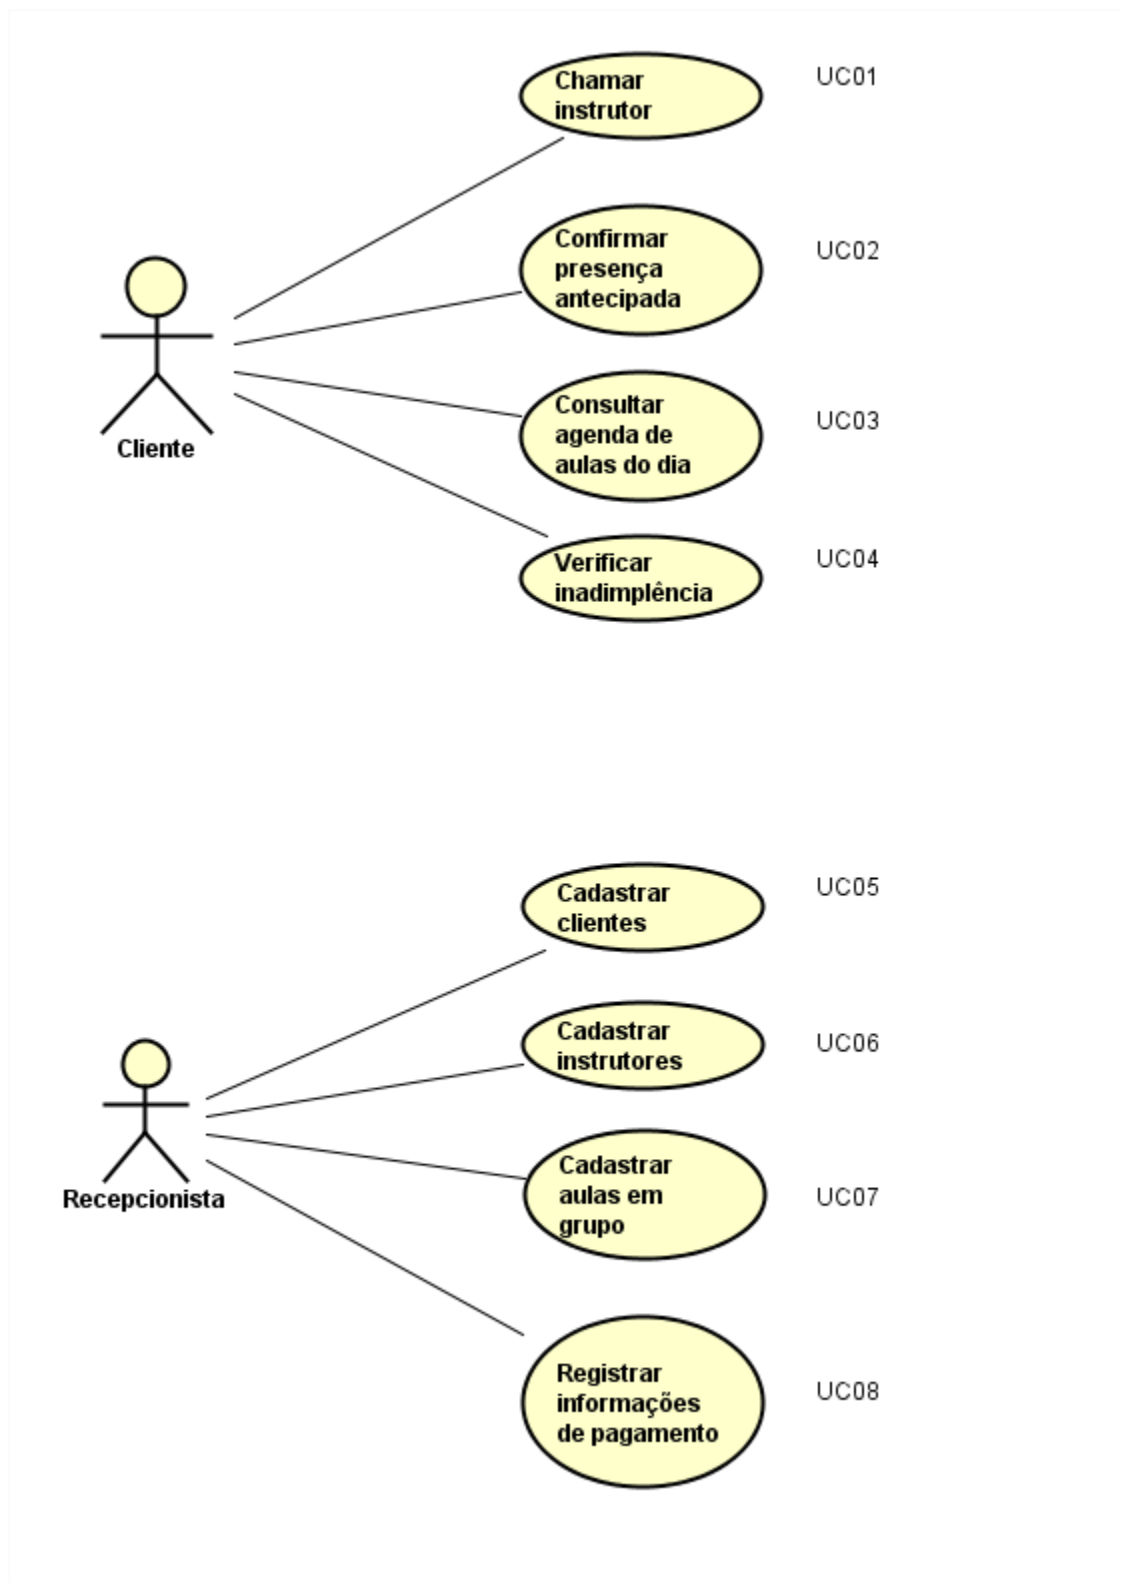 Chamar
instrutor
UC01
Confirmar
presença
antecipada
UC02
Cliente
Consultar
agenda de
aulas do dia
UC03
Verificar
inadimplência
UC04
Cadastrar
clientes
UC05
Cadastrar
instrutores
UC06
Recepcionista
Cadastrar
aulas em
grupo
UC07
Registrar
informações
de pagamento
UC08